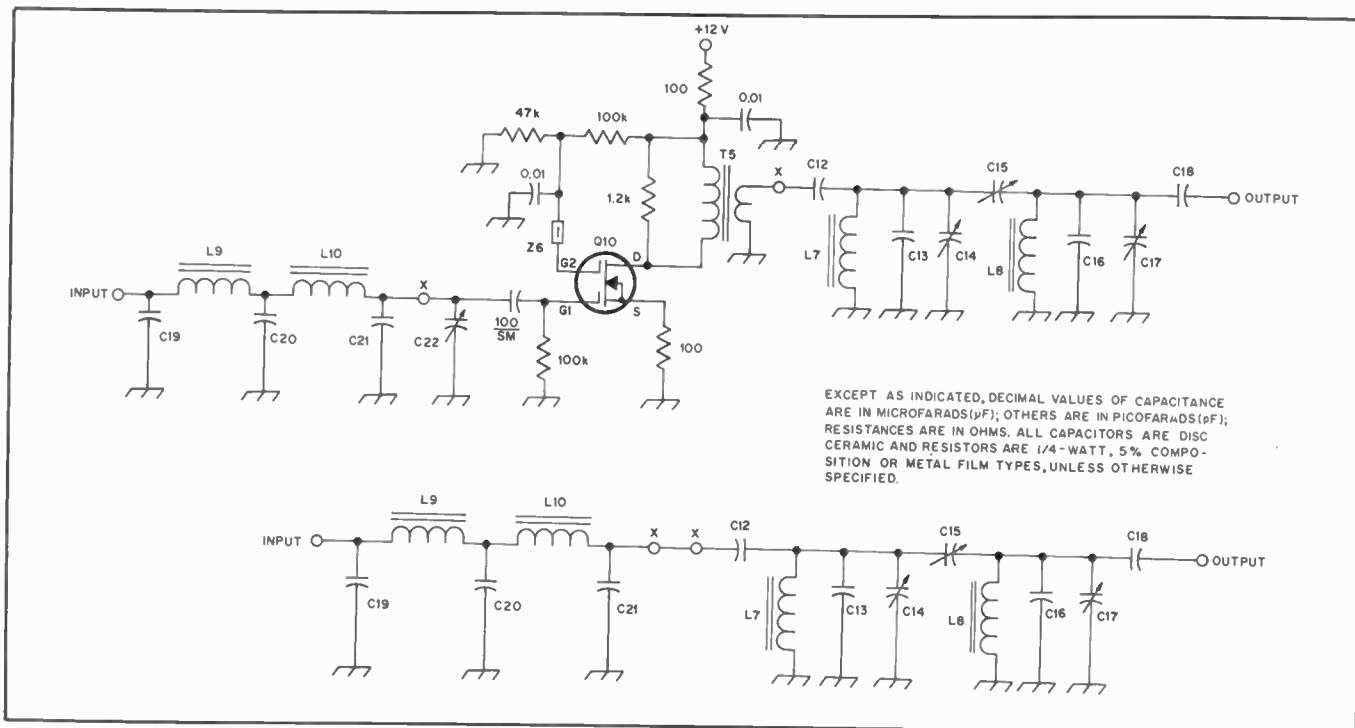 +12 V
100
0.01
47k
100k
T5
C12
C15
C18
X
OUTPUT
0.01
1.2k
Z6
Q10
G2
D
L7
C13
C14
L8
C16
C17
L9
L10
INPUT
X
G1
S
C19
C20
C21
C22
100
SM
100k
100
EXCEPT AS INDICATED, DECIMAL VALUES OF CAPACITANCE
ARE IN MICROFARADS (µF); OTHERS ARE IN PICOFARADS (pF);
RESISTANCES ARE IN OHMS. ALL CAPACITORS ARE DISC
CERAMIC AND RESISTORS ARE 1/4-WATT, 5% COMPO-
SITION OR METAL FILM TYPES, UNLESS OTHERWISE
SPECIFIED.
L9
L10
INPUT
X
X
C12
C15
C18
OUTPUT
C19
C20
C21
L7
C13
C14
L8
C16
C17